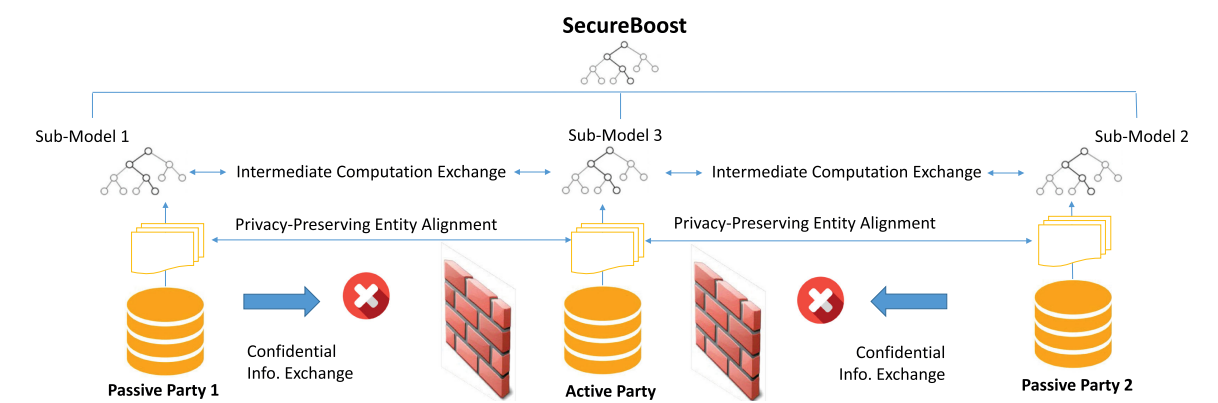 SecureBoost
Sub-Model 1
Sub-Model 3
Sub-Model 2
Intermediate Computation Exchange
Intermediate Computation Exchange
Privacy-Preserving Entity Alignment
Privacy-Preserving Entity Alignment
Confidential
Info. Exchange
Confidential
Info. Exchange
Passive Party 1
Active Party
Passive Party 2